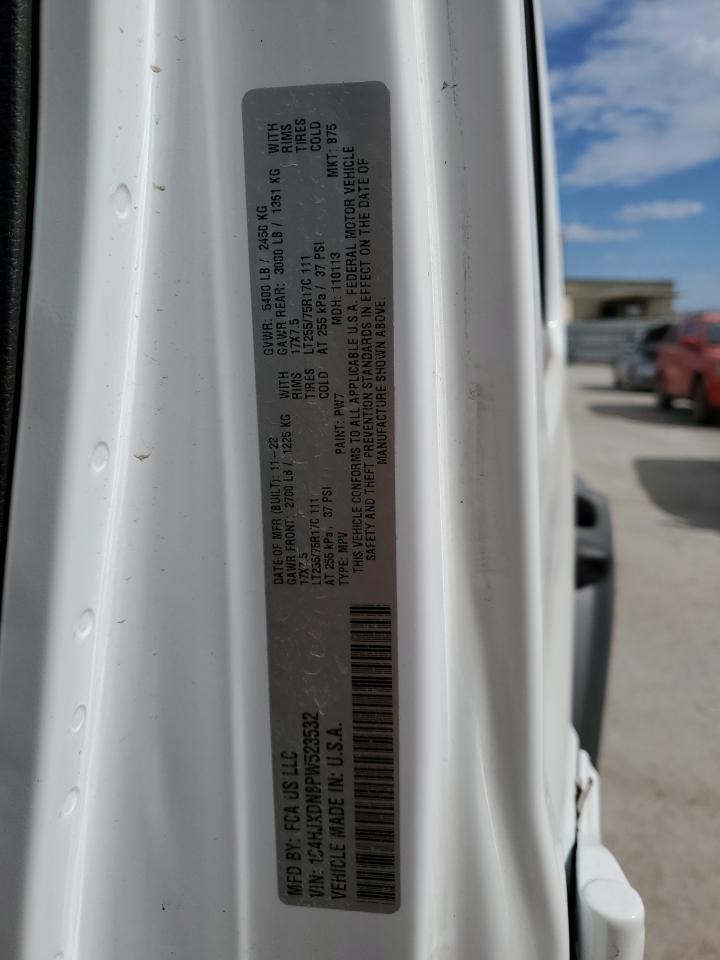 MFD BY: FCA US LLC
VIN: 1C4HJXDN8PW523532
VEHICLE MADE IN: U.S.A.
DATE OF MFR (BUILT): 11-22 GVWR: 5400 LB / 2450 KG
GAWR FRONT: 2700 LB / 1225 KG WITH GAWR REAR: 3000 LB / 1361 KG WITH
17X7.5 RIMS 17X7.5 RIMS
LT255/75R17C 111 TIRES LT255/75R17C 111 TIRES
AT 255 kPa, 37 PSI COLD AT 255 kPa / 37 PSI COLD
TYPE: MPV PAINT: PW7 MDH: 110113 MKT: 875
THIS VEHICLE CONFORMS TO ALL APPLICABLE U.S.A. FEDERAL MOTOR VEHICLE
SAFETY AND THEFT PREVENTION STANDARDS IN EFFECT ON THE DATE OF
MANUFACTURE SHOWN ABOVE.